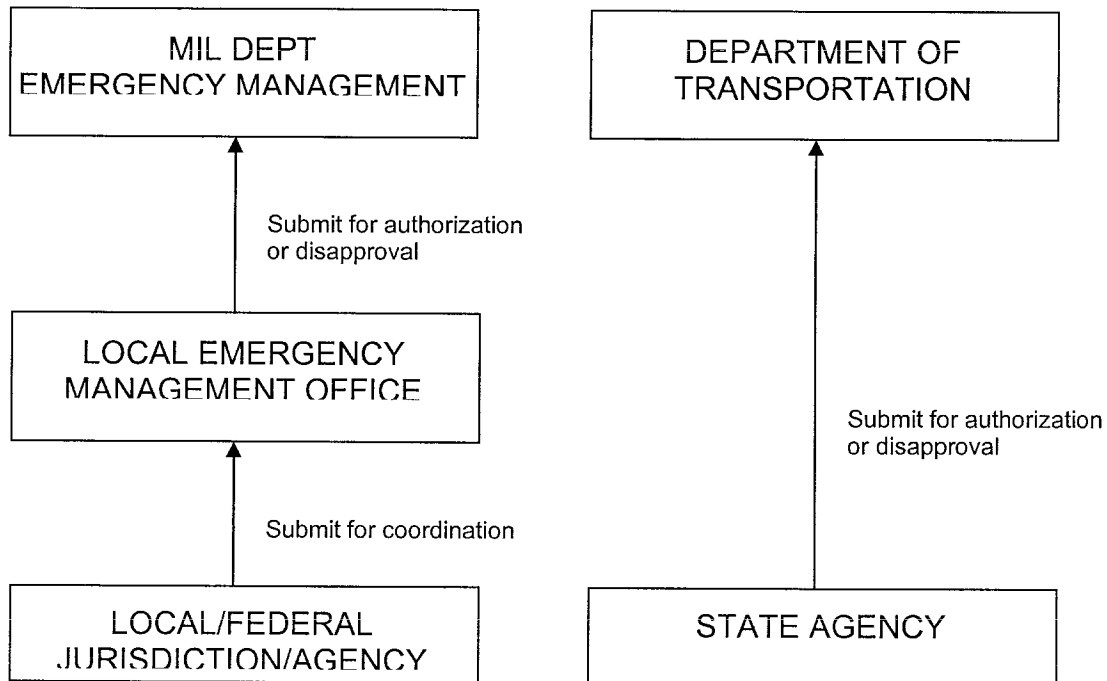 MIL DEPT
EMERGENCY MANAGEMENT
DEPARTMENT OF
TRANSPORTATION
Submit for authorization
or disapproval
LOCAL EMERGENCY
MANAGEMENT OFFICE
Submit for authorization
or disapproval
Submit for coordination
LOCAL/FEDERAL
JURISDICTION/AGENCY
STATE AGENCY